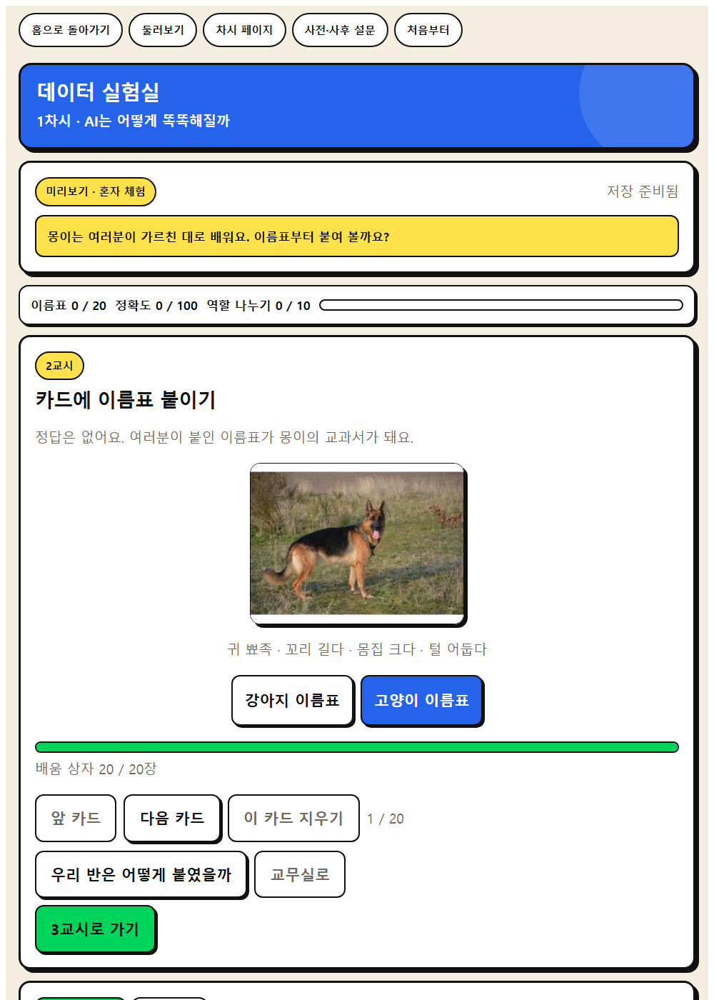 홈으로 돌아가기 둘러보기 차시 페이지 사전·사후 설문 처음부터
데이터 실험실
1차시 · AI는 어떻게 똑똑해질까
미리보기 · 혼자 체험 저장 준비됨
몽이는 여러분이 가르친 대로 배워요. 이름표부터 붙여 볼까요?
이름표 0 / 20 정확도 0 / 100 역할 나누기 0 / 10
2교시
카드에 이름표 붙이기
정답은 없어요. 여러분이 붙인 이름표가 몽이의 교과서가 돼요.
귀 뾰족 · 꼬리 길다 · 몸집 크다 · 털 어둡다
강아지 이름표 고양이 이름표
배움 상자 20 / 20장
앞 카드 다음 카드 이 카드 지우기 1 / 20
우리 반은 어떻게 붙였을까 교무실로
3교시로 가기